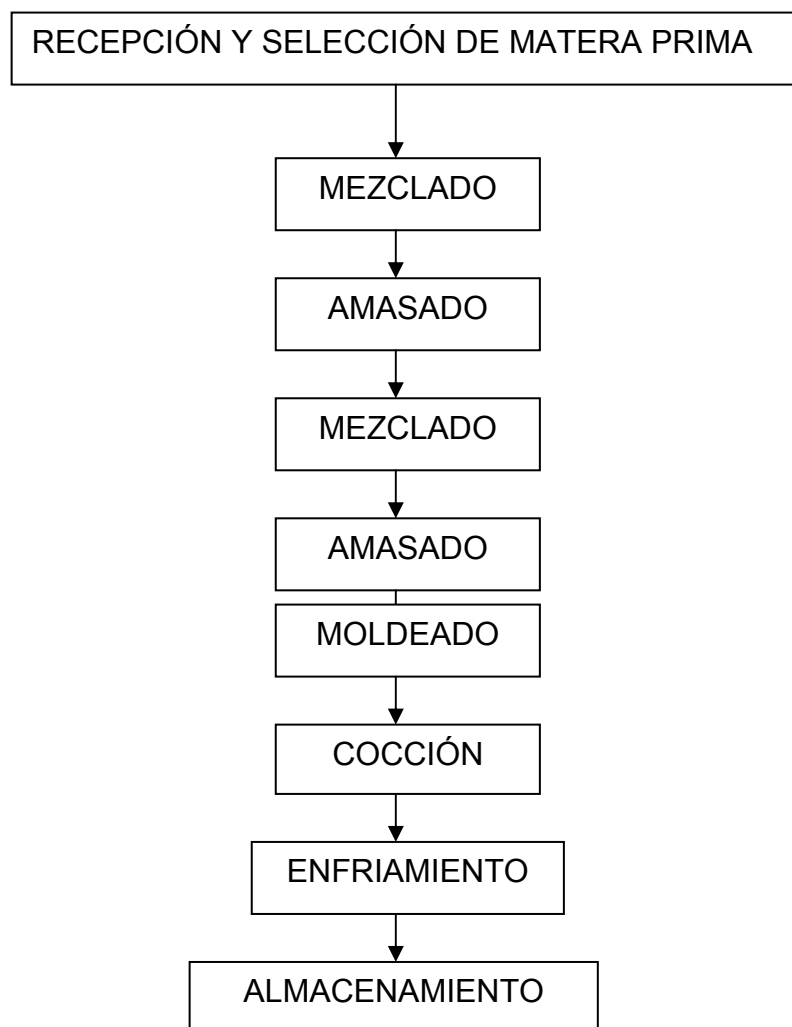 RECEPCIÓN Y SELECCIÓN DE MATERA PRIMA
MEZCLADO
AMASADO
MEZCLADO
AMASADO
MOLDEADO
COCCIÓN
ENFRIAMIENTO
ALMACENAMIENTO